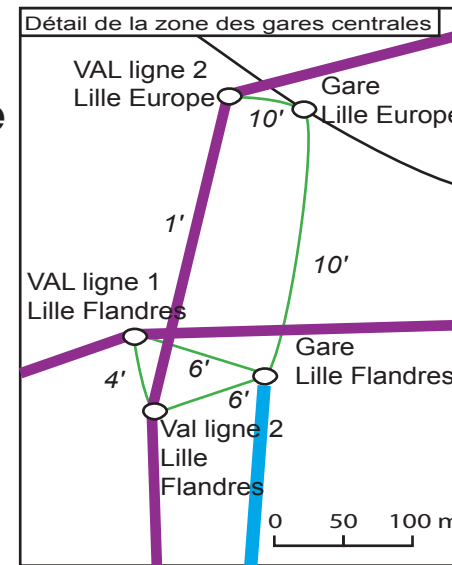 Détail de la zone des gares centrales
e
VAL ligne 2
Lille Europe
Gare
Lille Europe
10'
1'
10'
VAL ligne 1
Lille Flandres
Gare
Lille Flandres
4'
6'
6'
Val ligne 2
Lille
Flandres
0 50 100 m